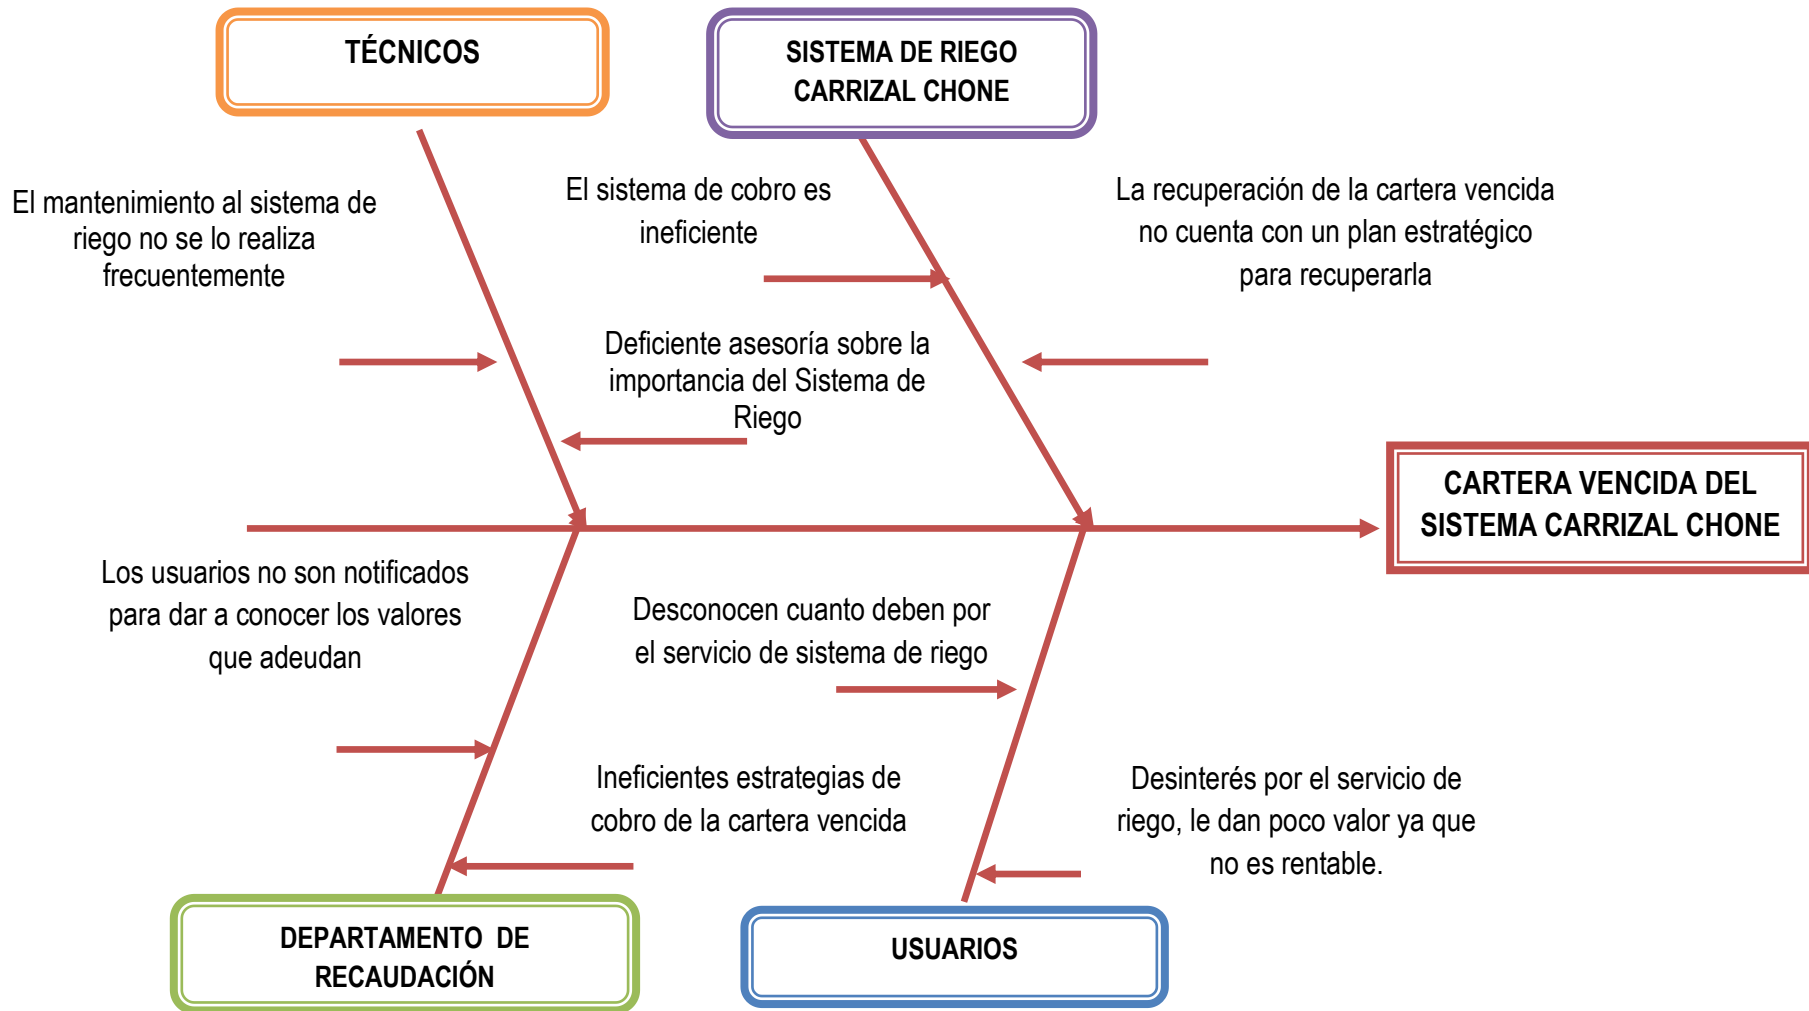 TÉCNICOS
SISTEMA DE RIEGO
CARRIZAL CHONE
El mantenimiento al sistema de
riego no se lo realiza
frecuentemente
El sistema de cobro es
ineficiente
La recuperación de la cartera vencida
no cuenta con un plan estratégico
para recuperarla
Deficiente asesoría sobre la
importancia del Sistema de
Riego
CARTERA VENCIDA DEL
SISTEMA CARRIZAL CHONE
Los usuarios no son notificados
para dar a conocer los valores
que adeudan
Desconocen cuanto deben por
el servicio de sistema de riego
Ineficientes estrategias de
cobro de la cartera vencida
Desinterés por el servicio de
riego, le dan poco valor ya que
no es rentable.
DEPARTAMENTO DE
RECAUDACIÓN
USUARIOS